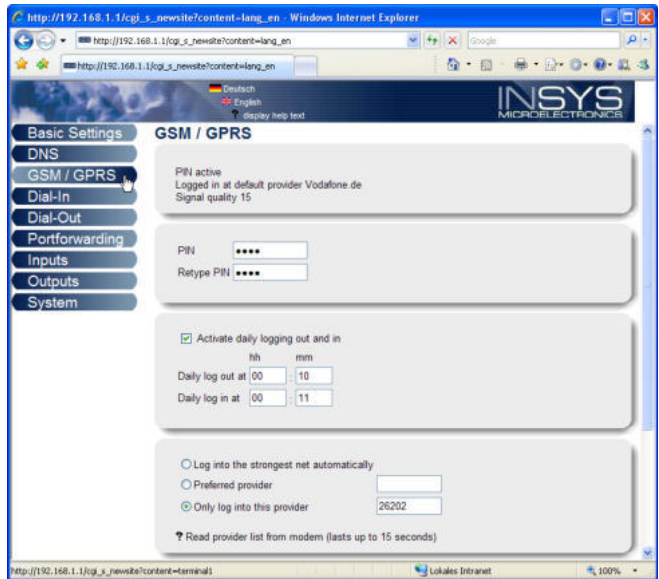 http://192.168.1.1/cgi_s_newsite?content=lang_en - Windows Internet Explorer
http://192.168.1.1/cgi_s_newsite?content=lang_en
Google
http://192.168.1.1/cgi_s_newsite?content=lang_en
Deutsch
English
? display help text
INSYS
MICROELECTRONICS
Basic Settings
DNS
GSM / GPRS
Dial-In
Dial-Out
Portforwarding
Inputs
Outputs
System
GSM / GPRS
PIN active
Logged in at default provider Vodafone.de
Signal quality 15
PIN ••••
Retype PIN ••••
Activate daily logging out and in
hh mm
Daily log out at 00 : 10
Daily log in at 00 : 11
Log into the strongest net automatically
Preferred provider
Only log into this provider 26202
? Read provider list from modem (lasts up to 15 seconds)
http://192.168.1.1/cgi_s_newsite?content=terminal1
Lokales Intranet
100%